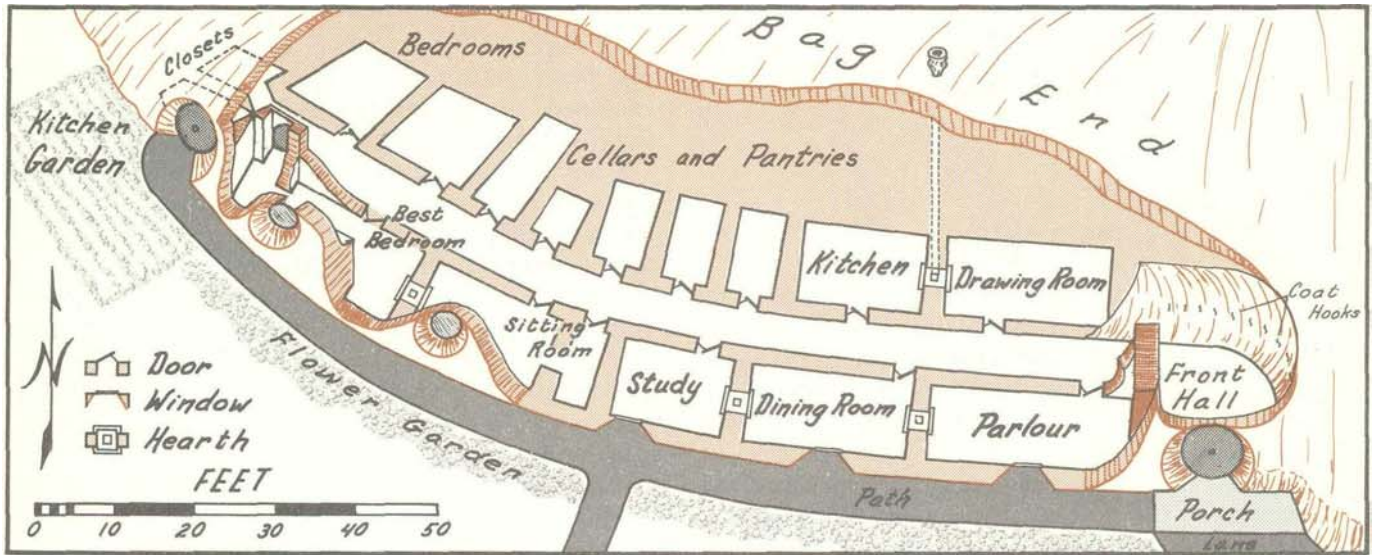 Bag End
Bedrooms
Closets
Kitchen
Garden
Cellars and Pantries
Best
Bedroom
Kitchen
Drawing Room
Coat
Hooks
Sitting
Room
Study
Dining Room
Parlour
Front
Hall
N
Door
Window
Hearth
Flower Garden
Path
Porch
Lane
FEET
0 10 20 30 40 50